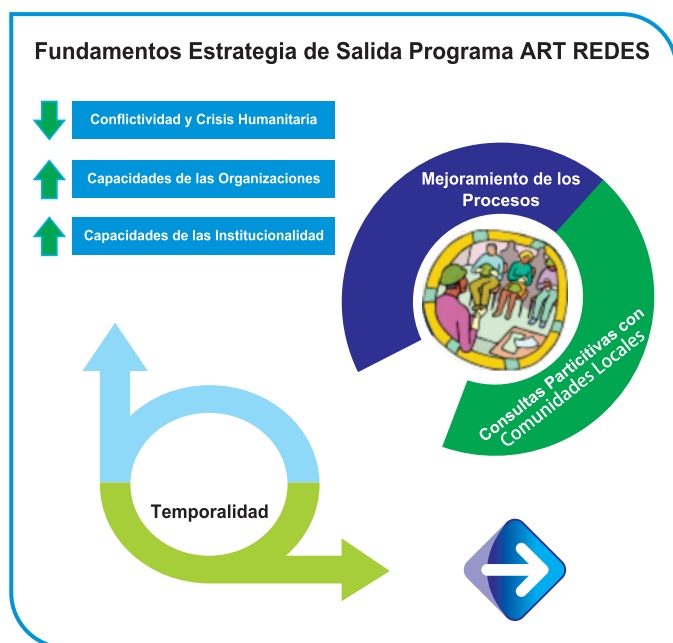 Fundamentos Estrategia de Salida Programa ART REDES
Conflictividad y Crisis Humanitaria
Capacidades de las Organizaciones
Capacidades de las Institucionalidad
Mejoramiento de los
Procesos
Consultas Particitivas con
Comunidades Locales
Temporalidad